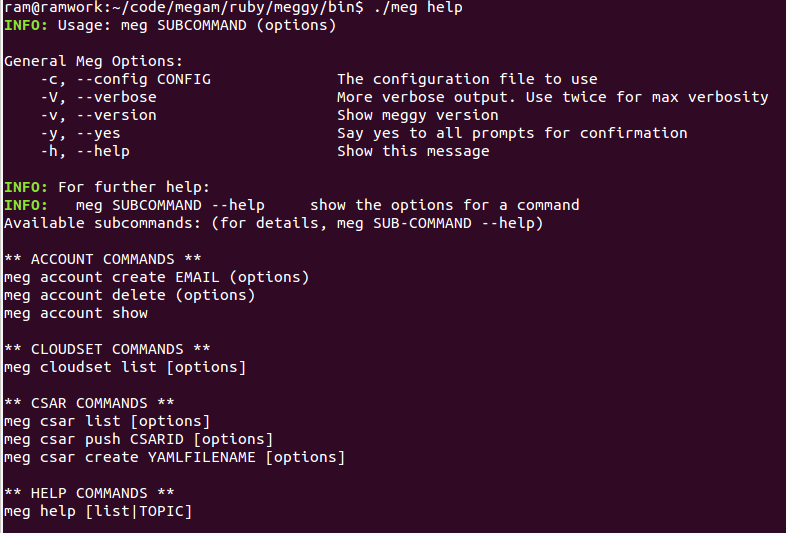 ram@ramwork:~/code/megam/ruby/meggy/bin$ ./meg help
INFO: Usage: meg SUBCOMMAND (options)
General Meg Options:
-c, --config CONFIG The configuration file to use
-V, --verbose More verbose output. Use twice for max verbosity
-v, --version Show meggy version
-y, --yes Say yes to all prompts for confirmation
-h, --help Show this message
INFO: For further help:
INFO: meg SUBCOMMAND --help show the options for a command
Available subcommands: (for details, meg SUB-COMMAND --help)
** ACCOUNT COMMANDS **
meg account create EMAIL (options)
meg account delete (options)
meg account show
** CLOUDSET COMMANDS **
meg cloudset list [options]
** CSAR COMMANDS **
meg csar list [options]
meg csar push CSARID [options]
meg csar create YAMLFILENAME [options]
** HELP COMMANDS **
meg help [list|TOPIC]